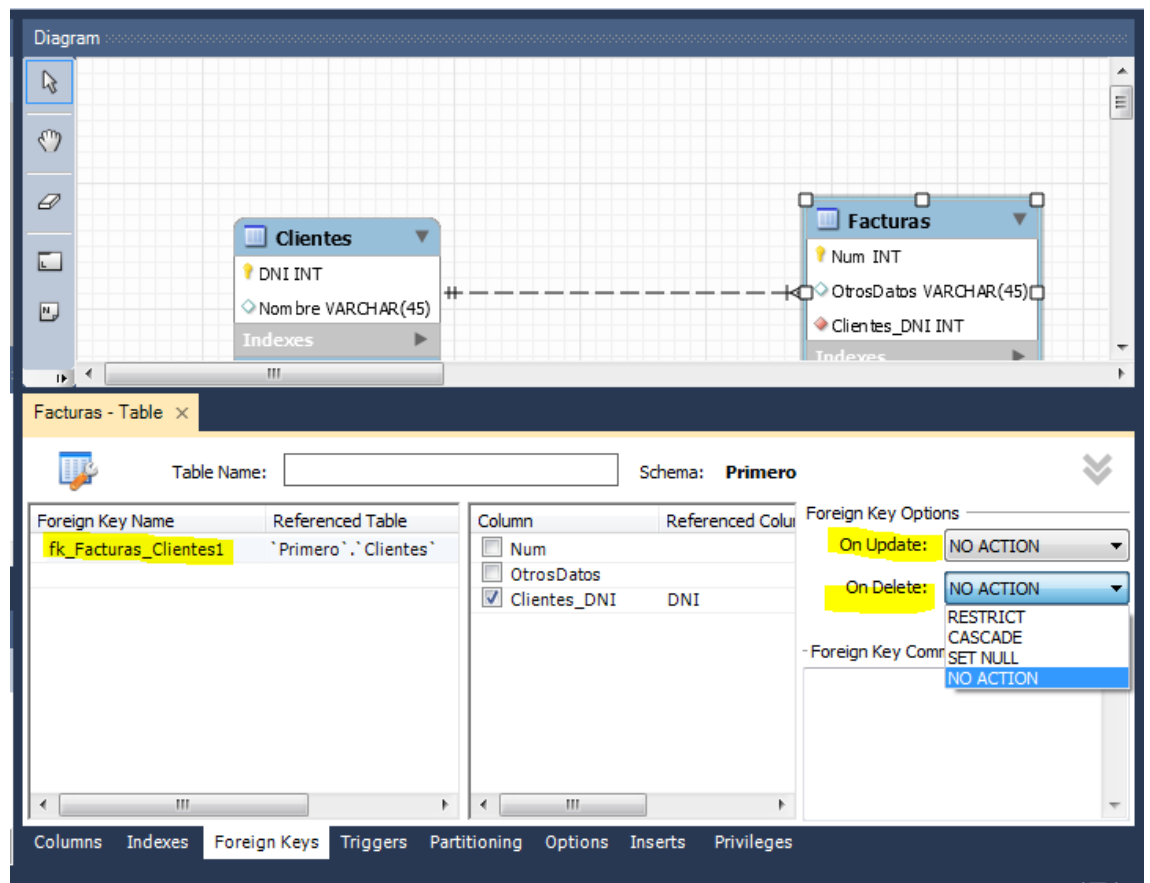 Diagram
Clientes
DNI INT
Nombre VARCHAR(45)
Indexes
Facturas
Num INT
OtrosDatos VARCHAR(45)
Clientes_DNI INT
Indexes
Facturas - Table
Table Name:
Schema: Primero
Foreign Key Name Referenced Table
fk_Facturas_Clientes1 `Primero`.`Clientes`
Column Referenced Colu
Num
OtrosDatos
Clientes_DNI DNI
Foreign Key Options
On Update: NO ACTION
On Delete: NO ACTION
RESTRICT
CASCADE
SET NULL
NO ACTION
Foreign Key Comm
Columns Indexes Foreign Keys Triggers Partitioning Options Inserts Privileges